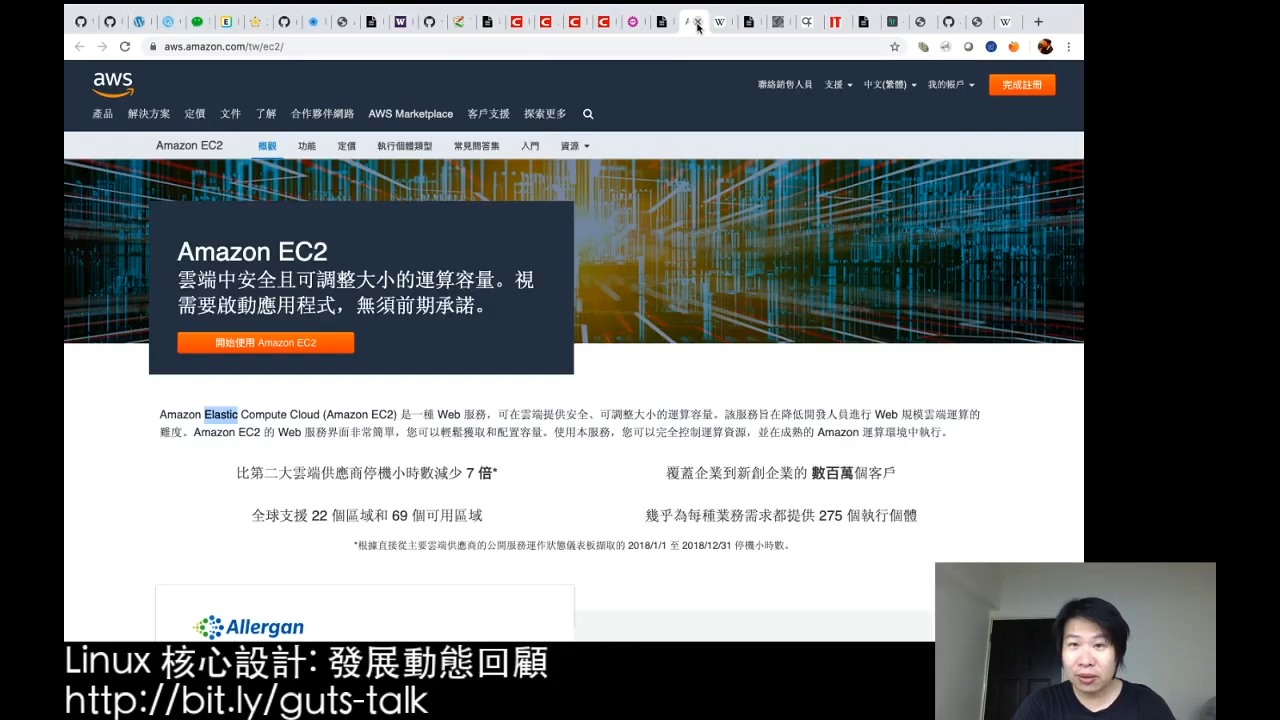 aws.amazon.com/tw/ec2/
aws
聯絡銷售人員 支援 中文(繁體) 我的帳戶 完成註冊
產品 解決方案 定價 文件 了解 合作夥伴網路 AWS Marketplace 客戶支援 探索更多
Amazon EC2 概觀 功能 定價 執行個體類型 常見問答集 入門 資源
Amazon EC2
雲端中安全且可調整大小的運算容量。視
需要啟動應用程式，無須前期承諾。
開始使用 Amazon EC2
Amazon Elastic Compute Cloud (Amazon EC2) 是一種 Web 服務，可在雲端提供安全、可調整大小的運算容量。該服務旨在降低開發人員進行 Web 規模雲端運算的
難度。Amazon EC2 的 Web 服務界面非常簡單，您可以輕鬆獲取和配置容量。使用本服務，您可以完全控制運算資源，並在成熟的 Amazon 運算環境中執行。
比第二大雲端供應商停機小時數減少 7 倍*
覆蓋企業到新創企業的 數百萬個客戶
全球支援 22 個區域和 69 個可用區域
幾乎為每種業務需求都提供 275 個執行個體
*根據直接從主要雲端供應商的公開服務運作狀態儀表板擷取的 2018/1/1 至 2018/12/31 停機小時數。
Allergan
Linux 核心設計: 發展動態回顧
http://bit.ly/guts-talk